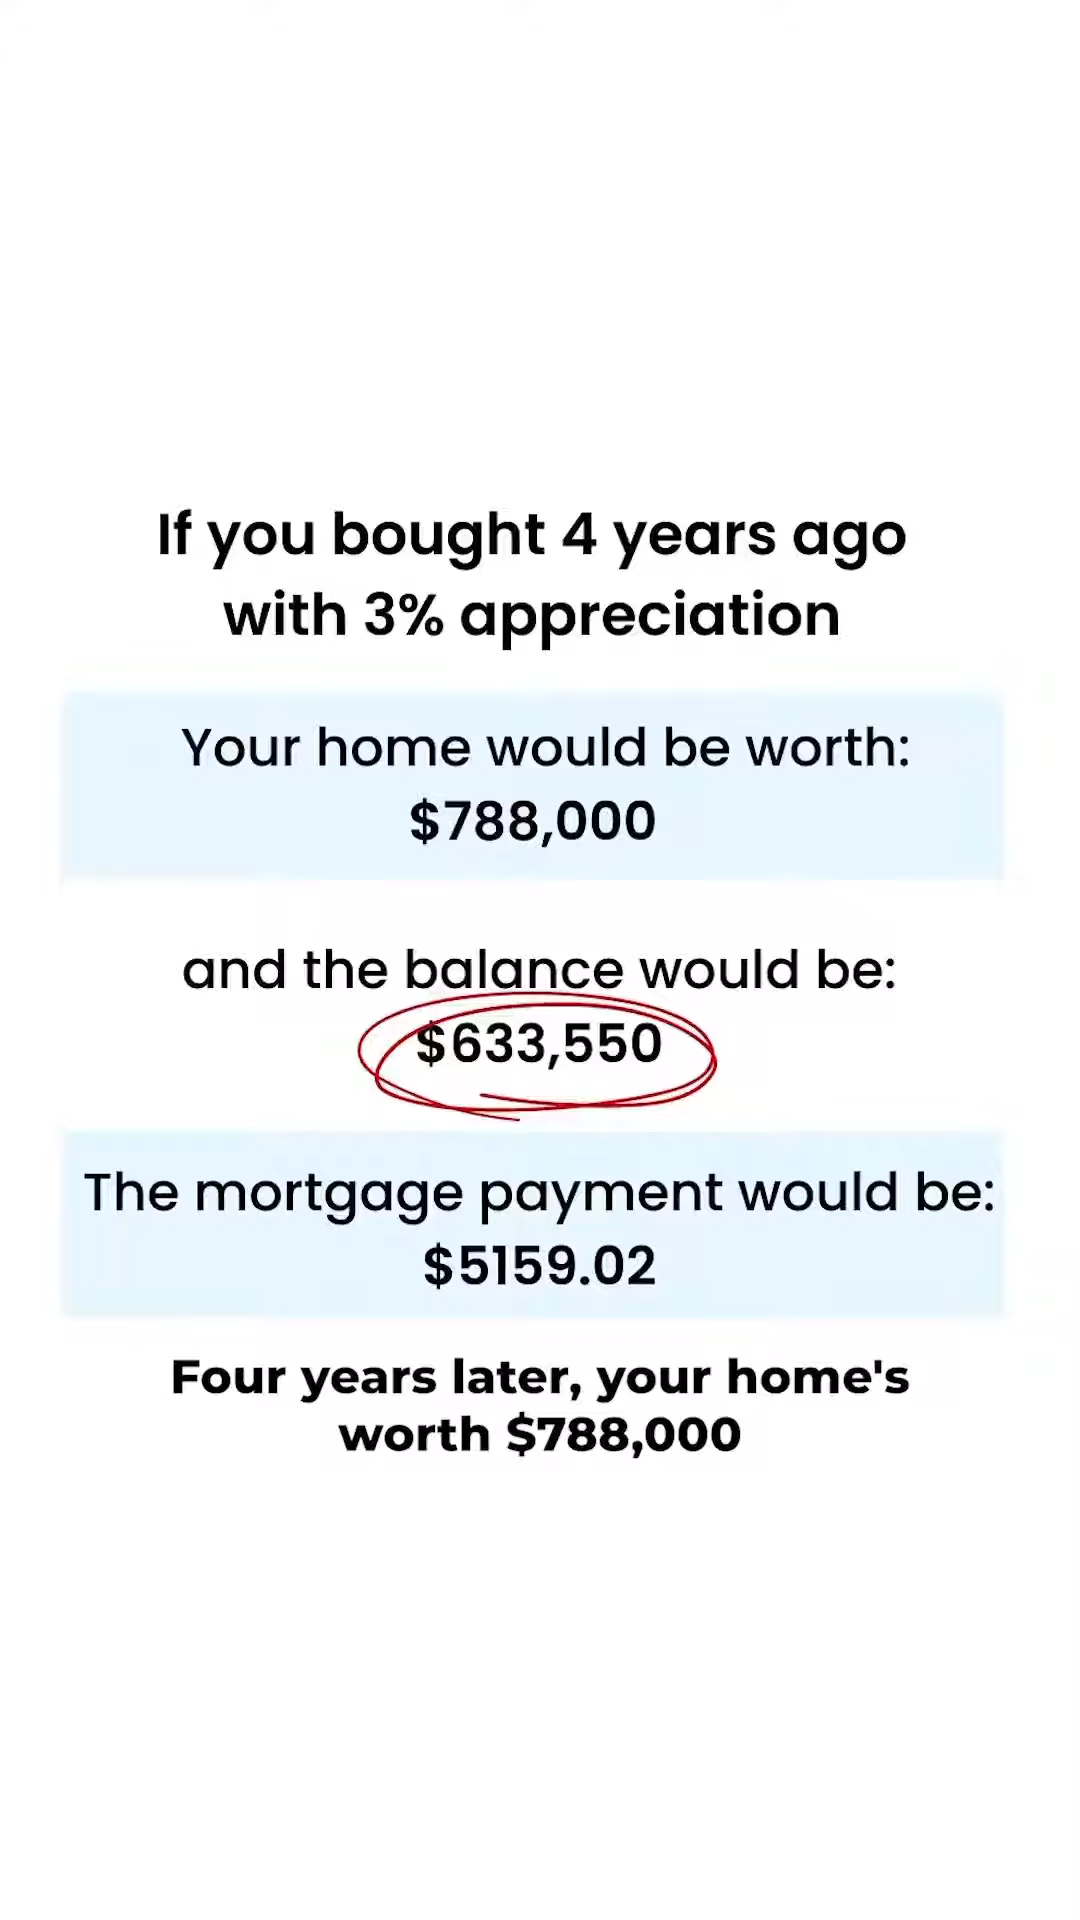 If you bought 4 years ago
with 3% appreciation
Your home would be worth:
$788,000
and the balance would be:
$633,550
The mortgage payment would be:
$5159.02
Four years later, your home's
worth $788,000